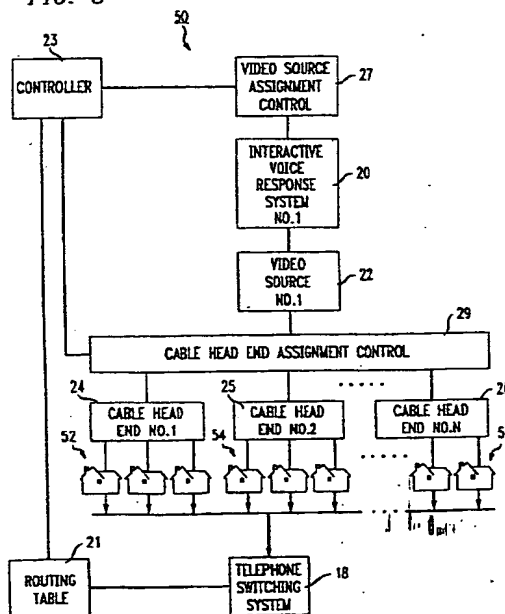 50
23
CONTROLLER
VIDEO SOURCE
ASSIGNMENT
CONTROL
27
INTERACTIVE
VOICE
RESPONSE
SYSTEM
NO.1
20
VIDEO
SOURCE
NO.1
22
29
CABLE HEAD END ASSIGNMENT CONTROL
24
CABLE HEAD
END NO.1
25
CABLE HEAD
END NO.2
CABLE HEAD
END NO.N
52
54
21
ROUTING
TABLE
TELEPHONE
SWITCHING
SYSTEM
18